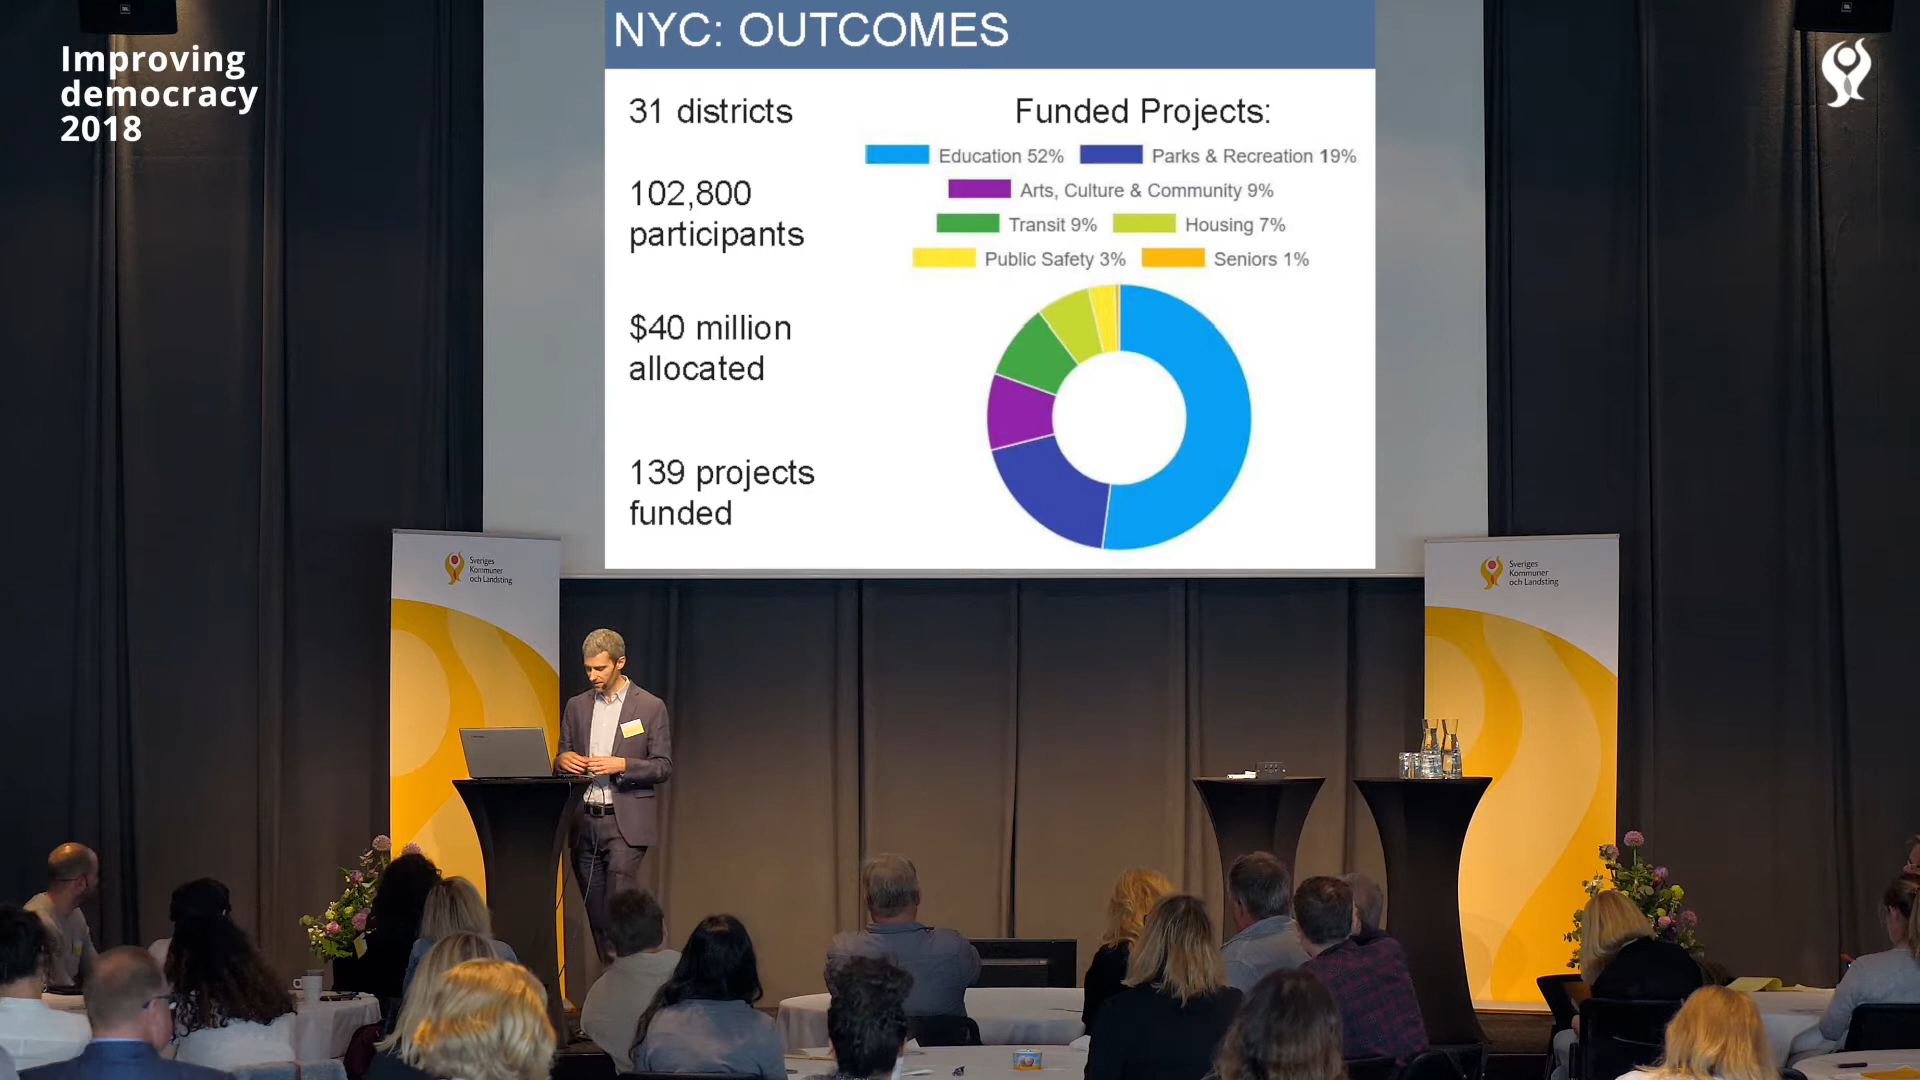 Improving
democracy
2018
NYC: OUTCOMES
31 districts
102,800
participants
$40 million
allocated
139 projects
funded
Funded Projects:
Education 52%
Parks & Recreation 19%
Arts, Culture & Community 9%
Transit 9%
Housing 7%
Public Safety 3%
Seniors 1%
Sveriges
Kommuner
och Landsting
Sveriges
Kommuner
och Landsting
JBL
JBL